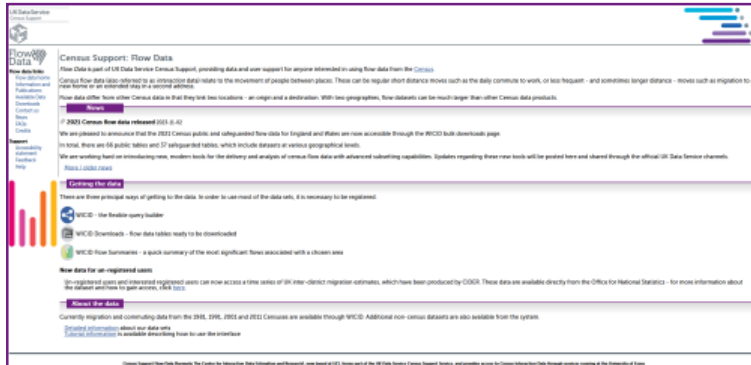 UK Data Service
Census Support
Flow Data
Flow data links
Flow data home
Information and
Publications
Available Data
Downloads
Contact us
News
FAQs
Credits
Support
Accessibility
statement
Feedback
Help
Census Support: Flow Data
Flow Data is part of UK Data Service Census Support, providing data and user support for anyone interested in using flow data from the Census.
Census flow data (also referred to as interaction data) relate to the movement of people between places. These can be regular short distance moves such as the daily commute to work, or less frequent - and sometimes longer distance - moves such as migration to a
new home or an extended stay in a second address.
Flow data differ from other Census data in that they link two locations - an origin and a destination. With two geographies, flow datasets can be much larger than other Census data products.
News
2021 Census flow data released 2023-11-02
We are pleased to announce that the 2021 Census public and safeguarded flow data for England and Wales are now accessible through the WICID bulk downloads page.
In total, there are 66 public tables and 37 safeguarded tables, which include datasets at various geographical levels.
We are working hard on introducing new, modern tools for the delivery and analysis of census flow data with advanced subsetting capabilities. Updates regarding these new tools will be posted here and shared through the official UK Data Service channels.
More / older news
Getting the data
There are three principal ways of getting to the data. In order to use most of the data sets, it is necessary to be registered.
WICID - the flexible query builder
WICID Downloads - flow data tables ready to be downloaded
WICID Flow Summaries - a quick summary of the most significant flows associated with a chosen area
New data for un-registered users
Un-registered users and interested registered users can now access a time series of UK inter-district migration estimates, which have been produced by CIDER. These data are available directly from the Office for National Statistics - for more information about
the dataset and how to gain access, click here.
About the data
Currently migration and commuting data from the 1981, 1991, 2001 and 2011 Censuses are available through WICID. Additional non-census datasets are also available from the system
Detailed information about our data sets
Tutorial information is available describing how to use the interface